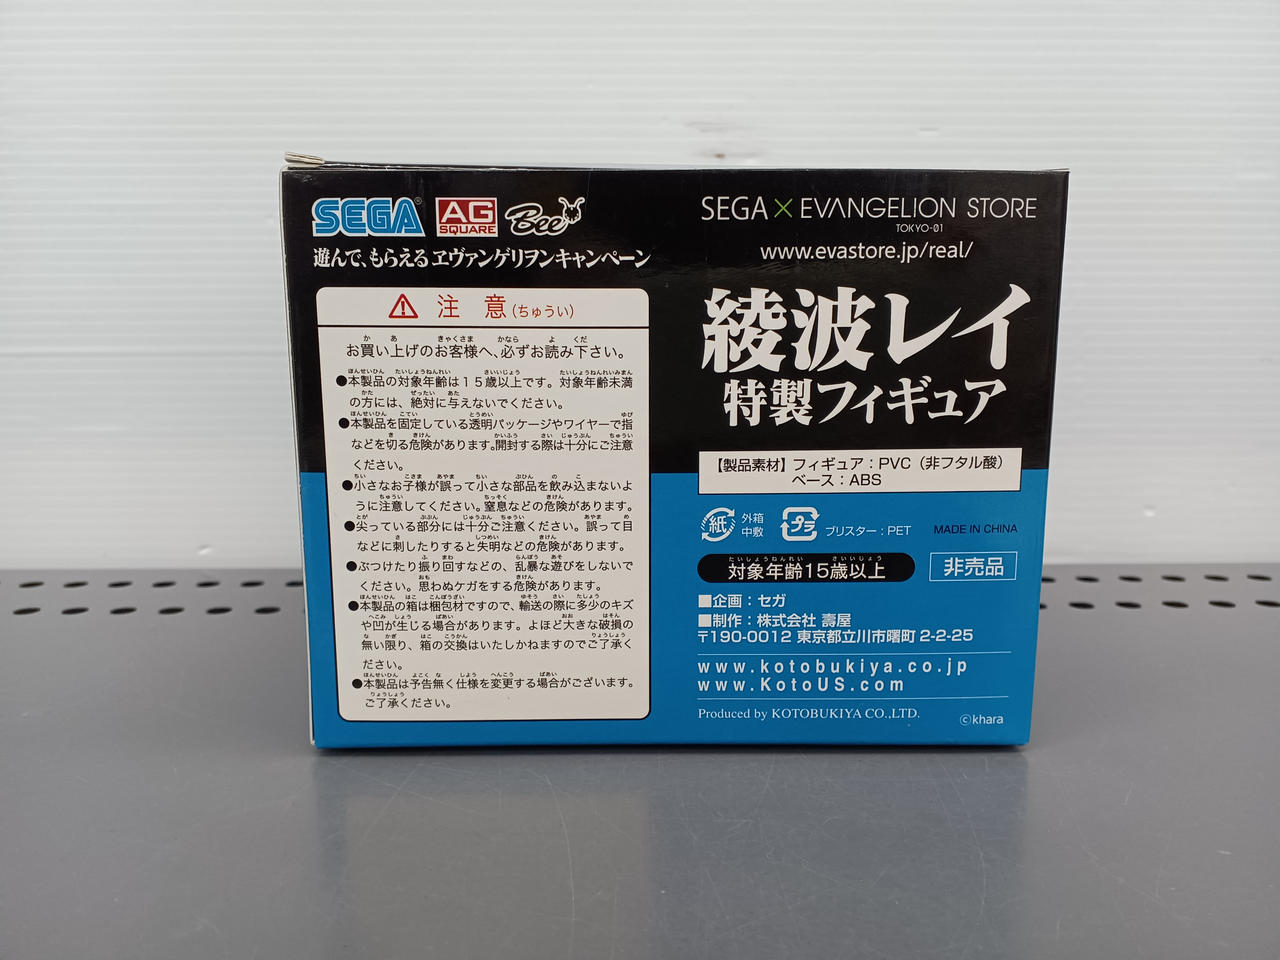 SEGA®
AG
SQUARE
Bee
遊んで、もらえる ヱヴァンゲリヲンキャンペーン
SEGA×EVANGELION STORE
TOKYO-01
www.evastore.jp/real/
注 意(ちゅうい)
お買い上げのお客様へ、必ずお読み下さい。
●本製品の対象年齢は15歳以上です。対象年齢未満
の方には、絶対に与えないでください。
●本製品を固定している透明パッケージやワイヤーで指
などを切る危険があります。開封する際は十分にご注意
ください。
●小さなお子様が誤って小さな部品を飲み込まないよ
うに注意してください。窒息などの危険があります。
●尖っている部分には十分ご注意ください。誤って目
などに刺したりすると失明などの危険があります。
●ぶつけたり振り回すなどの、乱暴な遊びをしないで
ください。思わぬケガをする危険があります。
●本製品の箱は梱包材ですので、輸送の際に多少のキズ
や凹が生じる場合があります。よほど大きな破損の
無い限り、箱の交換はいたしかねますのでご了承く
ださい。
●本製品は予告無く仕様を変更する場合がございます。
ご了承ください。
綾波レイ
特製フィギュア
【製品素材】フィギュア：PVC（非フタル酸）
ベース：ABS
紙
外箱
中敷
プラ
ブリスター：PET
MADE IN CHINA
たいしょうねんれい さいいじょう
対象年齢15歳以上
非売品
■企画：セガ
■制作：株式会社 壽屋
〒190-0012 東京都立川市曙町 2-2-25
www.kotobukiya.co.jp
www.KotoUS.com
Produced by KOTOBUKIYA CO.,LTD.
©khara